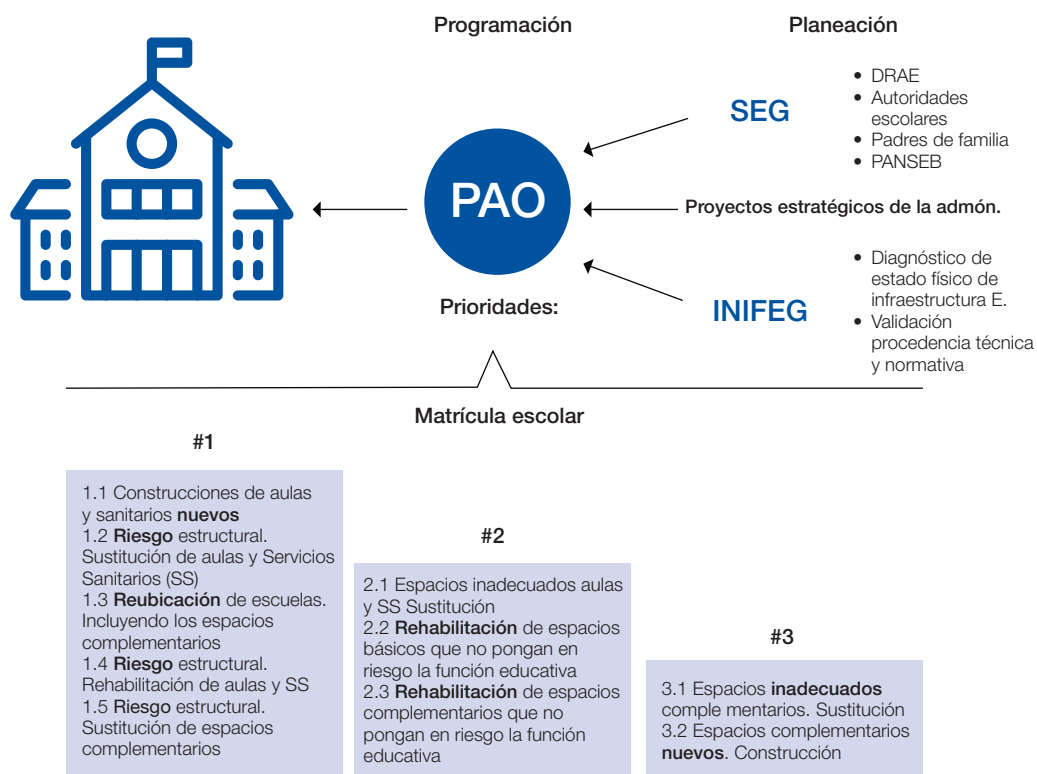 Programación
Planeación
PAO
SEG
• DRAE
• Autoridades
escolares
• Padres de familia
• PANSEB
Proyectos estratégicos de la admón.
INIFEG
• Diagnóstico de
estado físico de
infraestructura E.
• Validación
procedencia técnica
y normativa
Prioridades:
Matrícula escolar
#1
1.1 Construcciones de aulas
y sanitarios nuevos
1.2 Riesgo estructural.
Sustitución de aulas y Servicios
Sanitarios (SS)
1.3 Reubicación de escuelas.
Incluyendo los espacios
complementarios
1.4 Riesgo estructural.
Rehabilitación de aulas y SS
1.5 Riesgo estructural.
Sustitución de espacios
complementarios
#2
2.1 Espacios inadecuados aulas
y SS Sustitución
2.2 Rehabilitación de espacios
básicos que no pongan en
riesgo la función educativa
2.3 Rehabilitación de espacios
complementarios que no
pongan en riesgo la función
educativa
#3
3.1 Espacios inadecuados
comple mentarios. Sustitución
3.2 Espacios complementarios
nuevos. Construcción